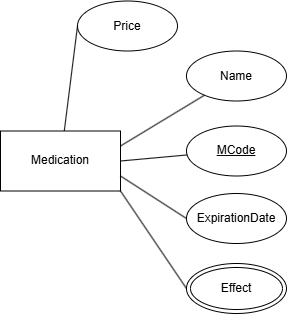 Price
Name
Medication
MCode
ExpirationDate
Effect